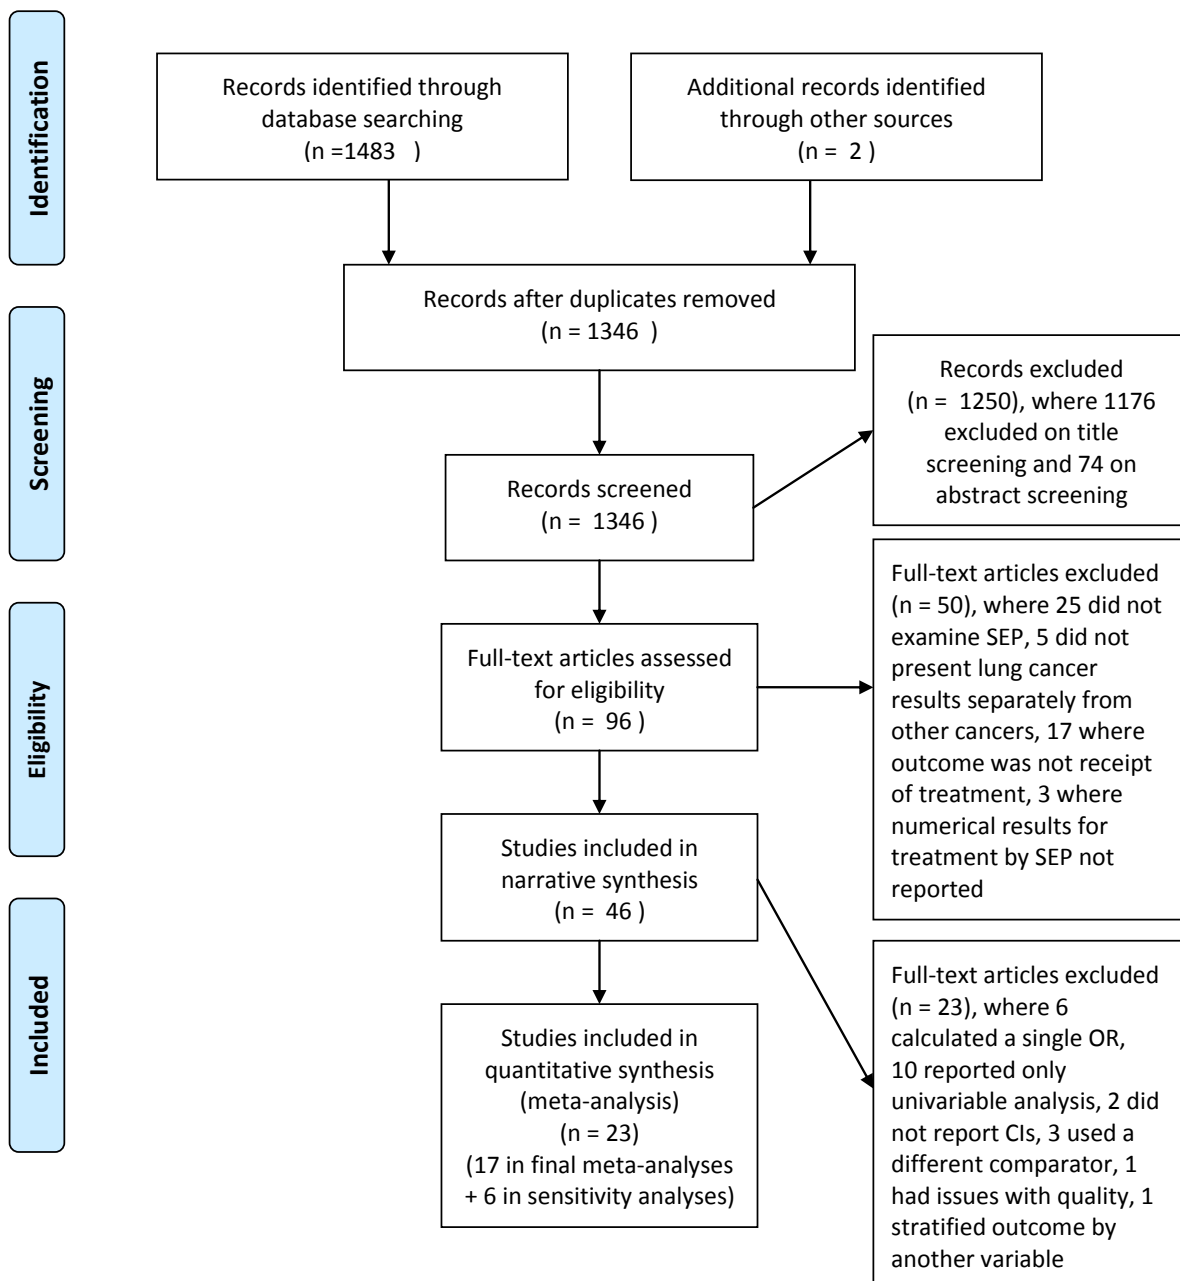 Identification
Records identified through
database searching
(n =1483 )
Additional records identified
through other sources
(n = 2 )
Records after duplicates removed
(n = 1346 )
Screening
Records excluded
(n = 1250), where 1176
excluded on title
screening and 74 on
abstract screening
Records screened
(n = 1346 )
Eligibility
Full-text articles assessed
for eligibility
(n = 96 )
Full-text articles excluded
(n = 50), where 25 did not
examine SEP, 5 did not
present lung cancer
results separately from
other cancers, 17 where
outcome was not receipt
of treatment, 3 where
numerical results for
treatment by SEP not
reported
Studies included in
narrative synthesis
(n = 46 )
Included
Full-text articles excluded
(n = 23), where 6
calculated a single OR,
10 reported only
univariable analysis, 2 did
not report CIs, 3 used a
different comparator, 1
had issues with quality, 1
stratified outcome by
another variable
Studies included in
quantitative synthesis
(meta-analysis)
(n = 23)
(17 in final meta-analyses
+ 6 in sensitivity analyses)